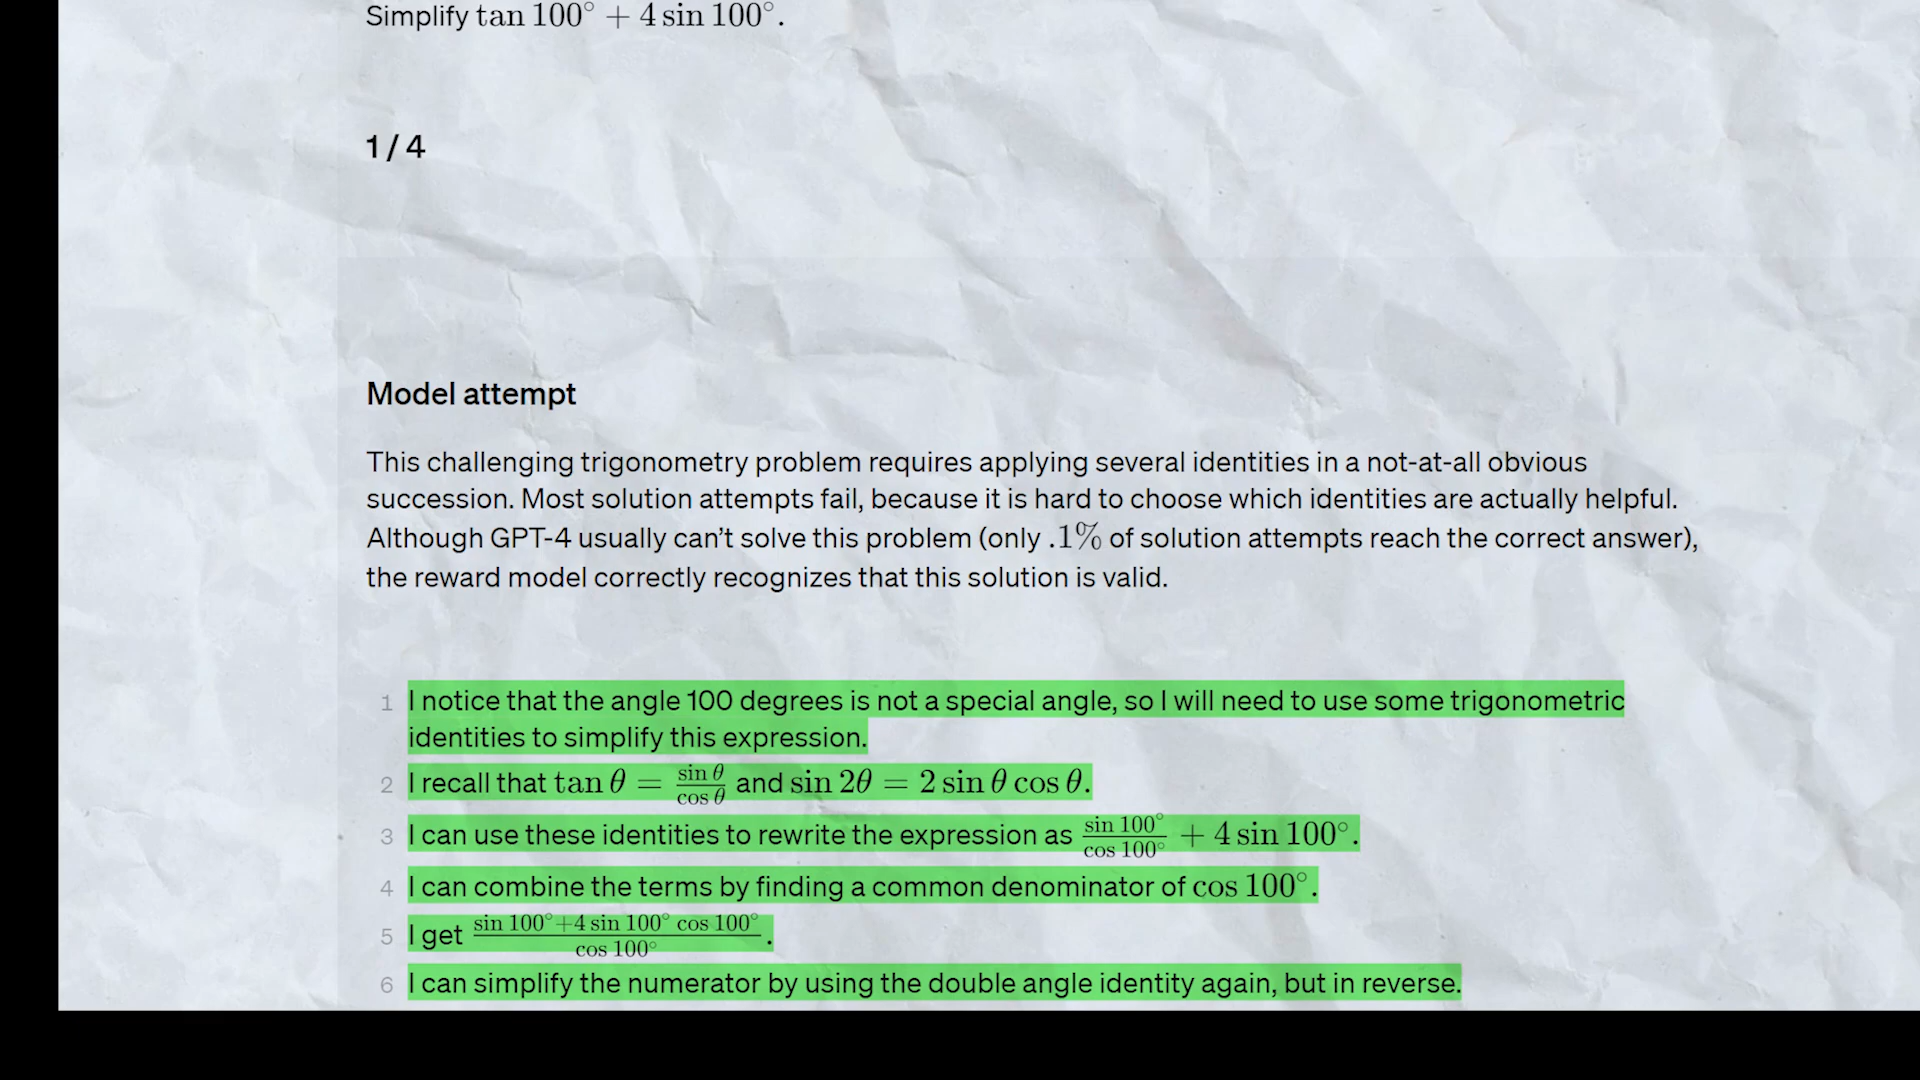 Simplify tan 100° + 4 sin 100°.
1 / 4
Model attempt
This challenging trigonometry problem requires applying several identities in a not-at-all obvious
succession. Most solution attempts fail, because it is hard to choose which identities are actually helpful.
Although GPT-4 usually can’t solve this problem (only .1% of solution attempts reach the correct answer),
the reward model correctly recognizes that this solution is valid.
1 I notice that the angle 100 degrees is not a special angle, so I will need to use some trigonometric
identities to simplify this expression.
2 I recall that tan θ = sin θ / cos θ and sin 2θ = 2 sin θ cos θ.
3 I can use these identities to rewrite the expression as sin 100° / cos 100° + 4 sin 100°.
4 I can combine the terms by finding a common denominator of cos 100°.
5 I get sin 100°+4 sin 100° cos 100° / cos 100°.
6 I can simplify the numerator by using the double angle identity again, but in reverse.